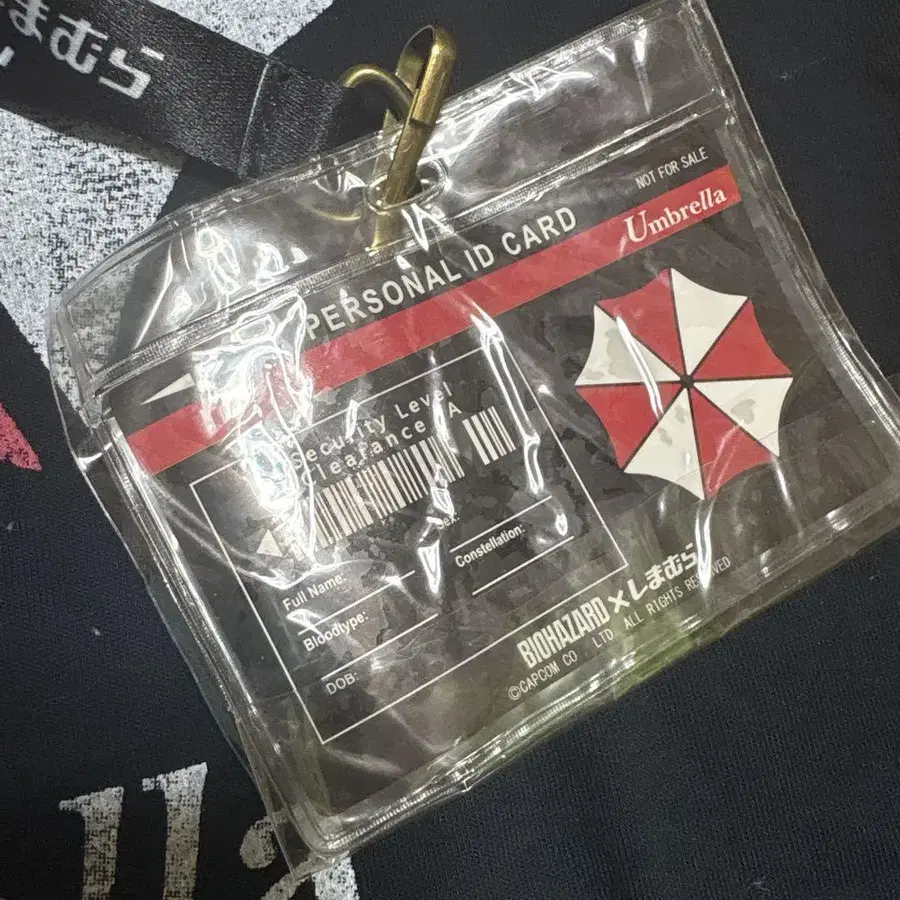 しまむら
NOT FOR SALE
PERSONAL ID CARD
Umbrella
Security Level
Clearance A
Full Name:
Sex:
Bloodtype:
Constellation:
DOB:
BIOHAZARD×しまむら
©CAPCOM CO., LTD. ALL RIGHTS RESERVED
lla